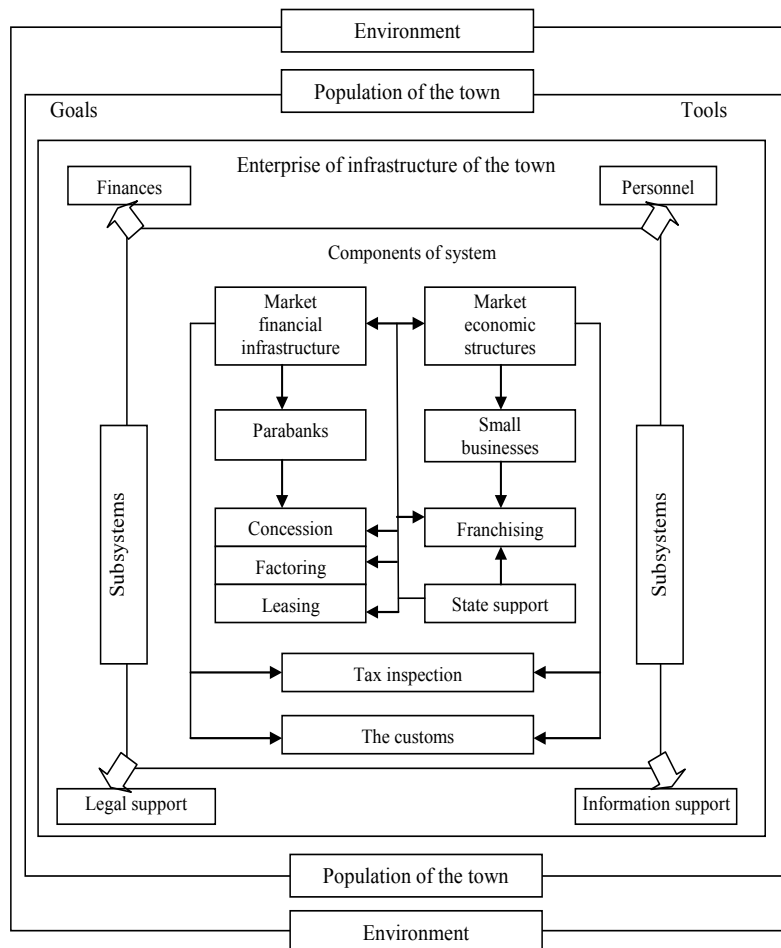 Environment
Population of the town
Goals
Tools
Enterprise of infrastructure of the town
Finances
Personnel
Components of system
Market
financial
infrastructure
Market
economic
structures
Parabanks
Small
businesses
Subsystems
Subsystems
Concession
Franchising
Factoring
Leasing
State support
Tax inspection
The customs
Legal support
Information support
Population of the town
Environment